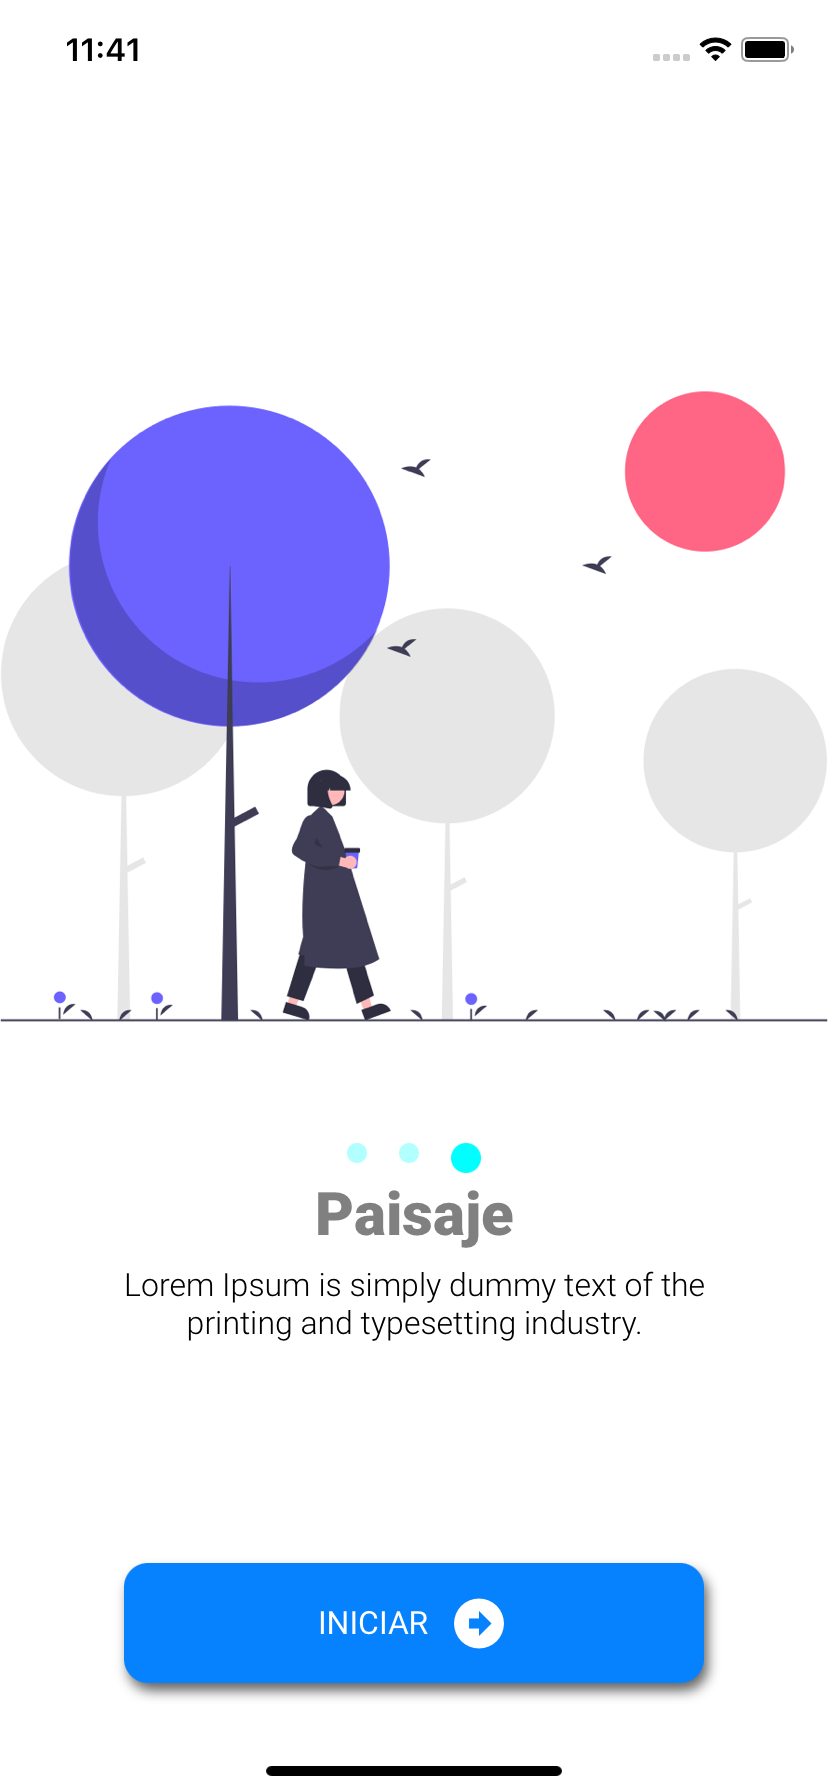 11:41
Paisaje
Lorem Ipsum is simply dummy text of the
printing and typesetting industry.
INICIAR